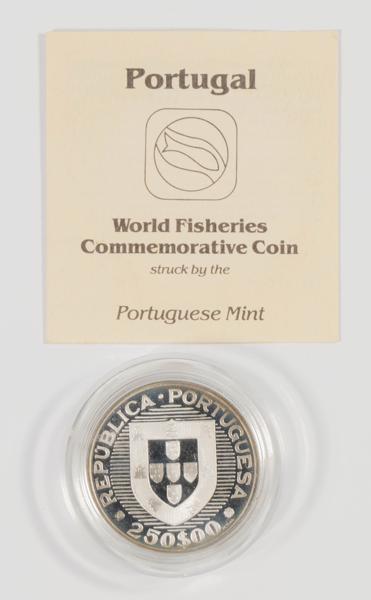 Portugal
World Fisheries
Commemorative Coin
struck by the
Portuguese Mint
REPUBLICA · PORTUGUESA
250$00